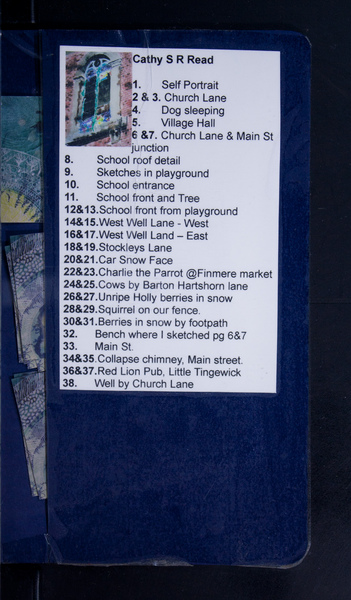 Cathy S R Read
1. Self Portrait
2 & 3. Church Lane
4. Dog sleeping
5. Village Hall
6 &7. Church Lane & Main St
junction
8. School roof detail
9. Sketches in playground
10. School entrance
11. School front and Tree
12&13.School front from playground
14&15.West Well Lane - West
16&17.West Well Land – East
18&19.Stockleys Lane
20&21.Car Snow Face
22&23.Charlie the Parrot @Finmere market
24&25.Cows by Barton Hartshorn lane
26&27.Unripe Holly berries in snow
28&29.Squirrel on our fence.
30&31.Berries in snow by footpath
32. Bench where I sketched pg 6&7
33. Main St.
34&35.Collapse chimney, Main street.
36&37.Red Lion Pub, Little Tingewick
38. Well by Church Lane